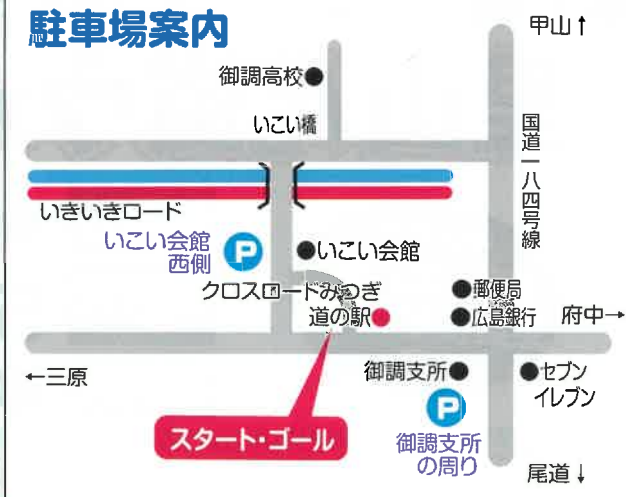 駐車場案内
甲山↑
御調高校
いこい橋
国道一八四号線
いきいきロード
いこい会館
西側
P
いこい会館
クロスロードみつぎ
道の駅
郵便局
広島銀行
府中→
←三原
御調支所
セブン
イレブン
P
スタート・ゴール
御調支所
の周り
尾道↓